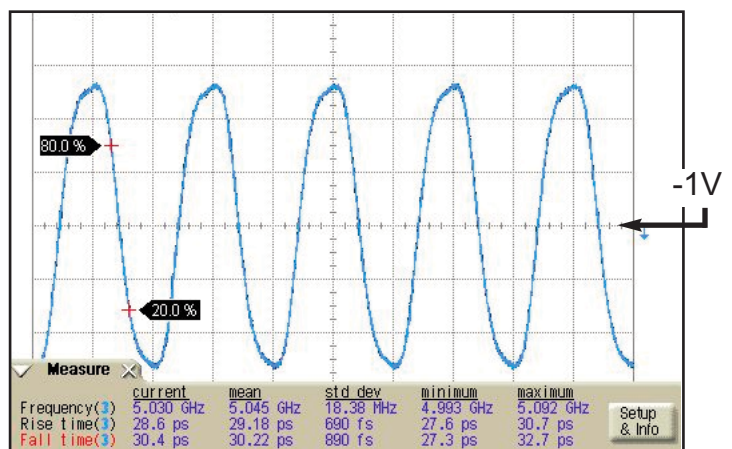 80.0 %
-1V
20.0 %
Measure
current mean std dev minimum maximum
Frequency(3) 5.030 GHz 5.045 GHz 18.38 MHz 4.993 GHz 5.092 GHz
Rise time(3) 28.6 ps 29.18 ps 690 fs 27.6 ps 30.7 ps
Fall time(3) 30.4 ps 30.22 ps 890 fs 27.3 ps 32.7 ps
Setup
& Info